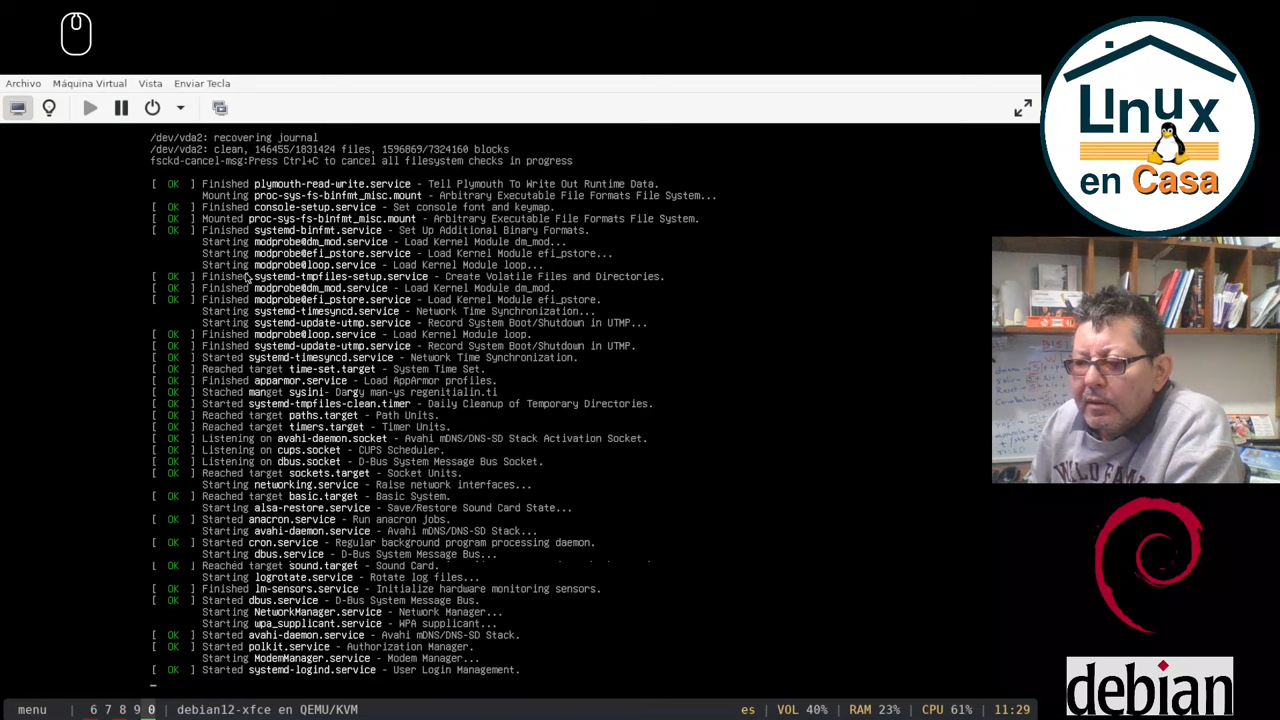 Linux
en Casa
Archivo Máquina Virtual Vista Enviar Tecla
/dev/vda2: recovering journal
/dev/vda2: clean, 146455/1831424 files, 1596869/7324160 blocks
fsckd-cancel-msg:Press Ctrl+C to cancel all filesystem checks in progress
[ OK ] Finished plymouth-read-write.service - Tell Plymouth To Write Out Runtime Data.
Mounting proc-sys-fs-binfmt_misc.mount - Arbitrary Executable File Formats File System...
[ OK ] Finished console-setup.service - Set console font and keymap.
[ OK ] Mounted proc-sys-fs-binfmt_misc.mount - Arbitrary Executable File Formats File System.
[ OK ] Finished systemd-binfmt.service - Set Up Additional Binary Formats.
Starting modprobe@dm_mod.service - Load Kernel Module dm_mod...
Starting modprobe@efi_pstore.service - Load Kernel Module efi_pstore...
Starting modprobe@loop.service - Load Kernel Module loop...
[ OK ] Finished systemd-tmpfiles-setup.service - Create Volatile Files and Directories.
[ OK ] Finished modprobe@dm_mod.service - Load Kernel Module dm_mod.
[ OK ] Finished modprobe@efi_pstore.service - Load Kernel Module efi_pstore.
Starting systemd-timesyncd.service - Network Time Synchronization...
Starting systemd-update-utmp.service - Record System Boot/Shutdown in UTMP...
[ OK ] Finished modprobe@loop.service - Load Kernel Module loop.
[ OK ] Finished systemd-update-utmp.service - Record System Boot/Shutdown in UTMP.
[ OK ] Started systemd-timesyncd.service - Network Time Synchronization.
[ OK ] Reached target time-set.target - System Time Set.
[ OK ] Finished apparmor.service - Load AppArmor profiles.
[ OK ]
[ OK ] Started systemd-tmpfiles-clean.timer - Daily Cleanup of Temporary Directories.
[ OK ] Reached target paths.target - Path Units.
[ OK ] Reached target timers.target - Timer Units.
[ OK ] Listening on avahi-daemon.socket - Avahi mDNS/DNS-SD Stack Activation Socket.
[ OK ] Listening on cups.socket - CUPS Scheduler.
[ OK ] Listening on dbus.socket - D-Bus System Message Bus Socket.
[ OK ] Reached target sockets.target - Socket Units.
Starting networking.service - Raise network interfaces...
[ OK ] Reached target basic.target - Basic System.
Starting alsa-restore.service - Save/Restore Sound Card State...
[ OK ] Started anacron.service - Run anacron jobs.
Starting avahi-daemon.service - Avahi mDNS/DNS-SD Stack...
[ OK ] Started cron.service - Regular background program processing daemon.
Starting dbus.service - D-Bus System Message Bus...
[ OK ] Reached target sound.target - Sound Card.
Starting logrotate.service - Rotate log files...
[ OK ] Finished lm-sensors.service - Initialize hardware monitoring sensors.
[ OK ] Started dbus.service - D-Bus System Message Bus.
Starting NetworkManager.service - Network Manager...
Starting wpa_supplicant.service - WPA supplicant...
[ OK ] Started avahi-daemon.service - Avahi mDNS/DNS-SD Stack.
[ OK ] Started polkit.service - Authorization Manager.
Starting ModemManager.service - Modem Manager...
[ OK ] Started systemd-logind.service - User Login Management.
debian
menu | 6 7 8 9 0 | debian12-xfce en QEMU/KVM es | VOL 40% | RAM 23% | CPU 61% | 11:29